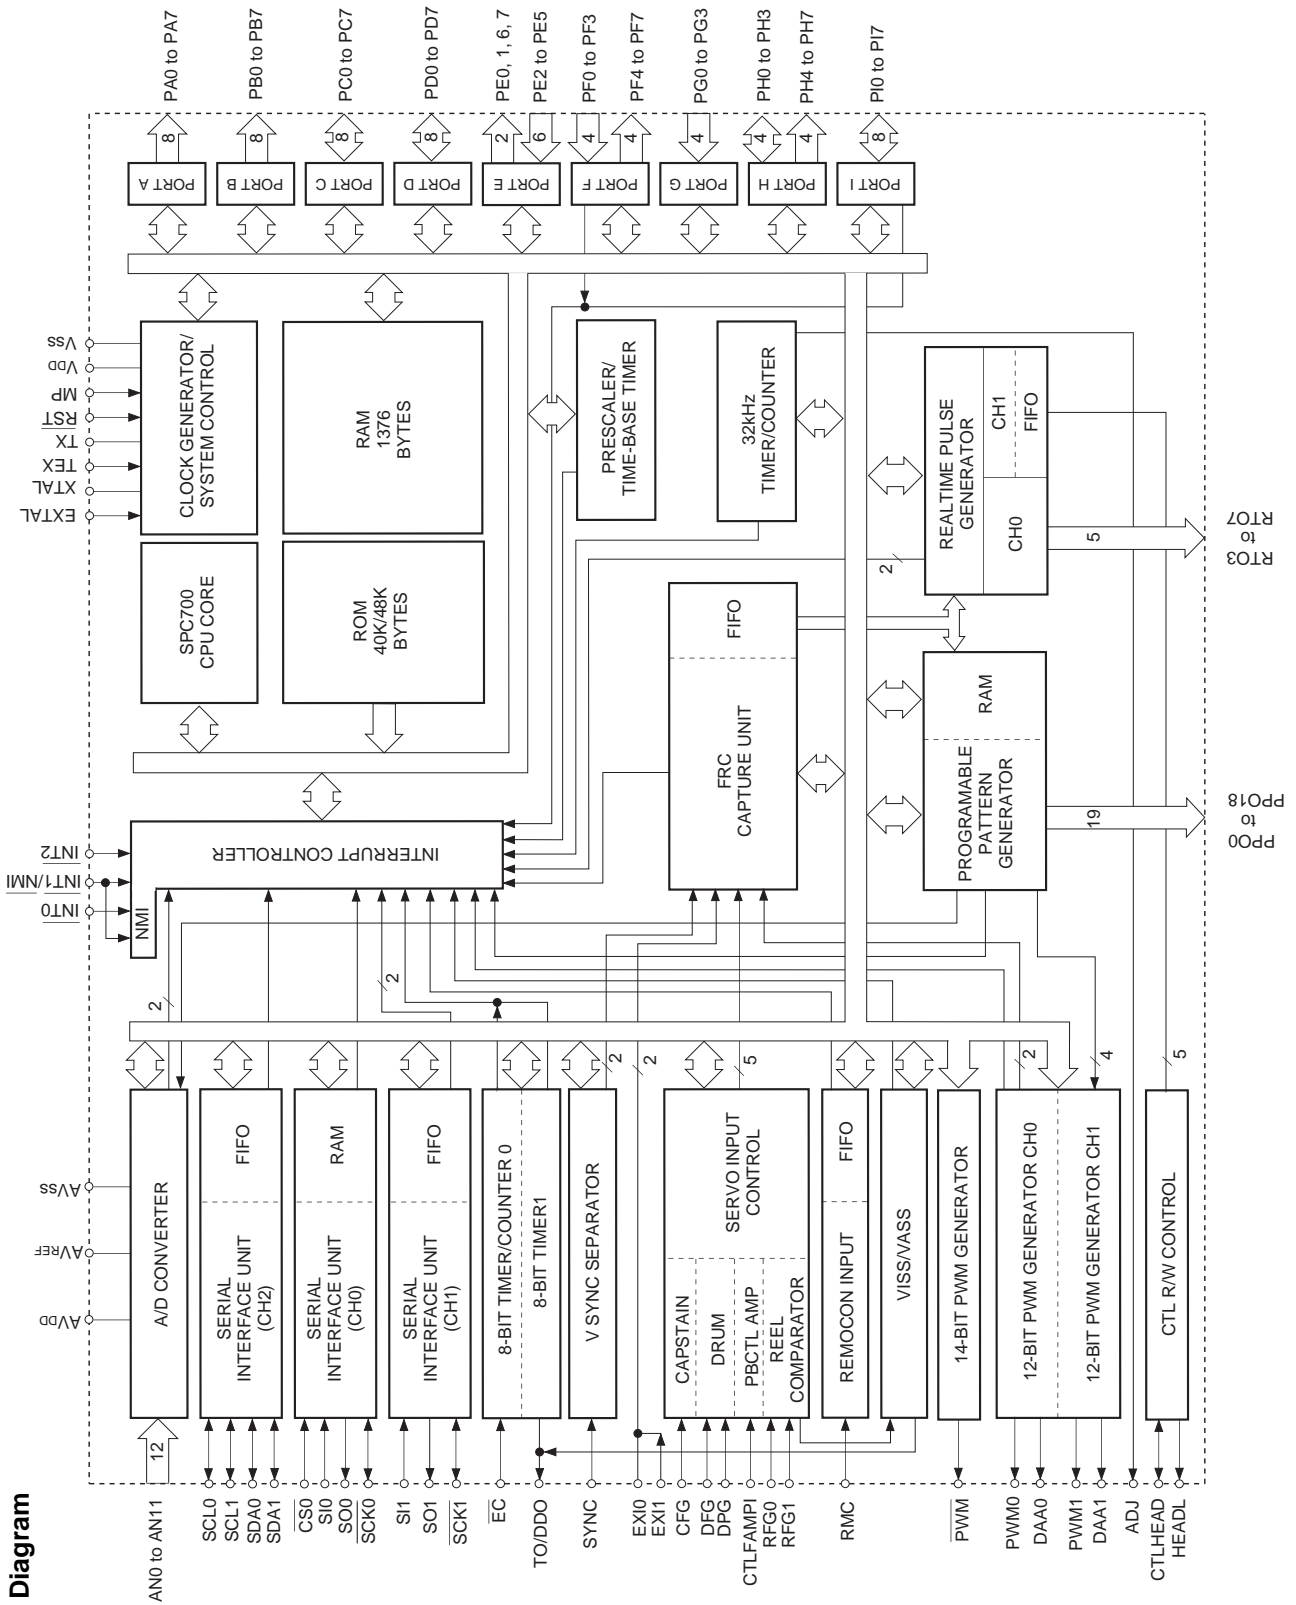 Diagram
PA0 to PA7
PB0 to PB7
PC0 to PC7
PD0 to PD7
PE0, 1, 6, 7
PE2 to PE5
PF0 to PF3
PF4 to PF7
PG0 to PG3
PH0 to PH3
PH4 to PH7
PI0 to PI7
8
8
8
8
2
6
4
4
4
4
4
8
PORT A
PORT B
PORT C
PORT D
PORT E
PORT F
PORT G
PORT H
PORT I
VSS
VDD
MP
RST
TX
TEX
XTAL
EXTAL
CLOCK GENERATOR/
SYSTEM CONTROL
RAM
1376
BYTES
PRESCALER/
TIME-BASE TIMER
32kHz
TIMER/COUNTER
REALTIME PULSE
GENERATOR
CH1
FIFO
CH0
5
RTO3
to
RTO7
2
SPC700
CPU CORE
ROM
40K/48K
BYTES
FIFO
FRC
CAPTURE UNIT
RAM
PROGRAMABLE
PATTERN
GENERATOR
19
PPO0
to
PPO18
INTERRUPT CONTROLLER
NMI
INT2
INT1/NMI
INT0
2
2
2
2
5
2
4
5
AVSS
AVREF
AVDD
A/D CONVERTER
FIFO
SERIAL
INTERFACE UNIT
(CH2)
RAM
SERIAL
INTERFACE UNIT
(CH0)
FIFO
SERIAL
INTERFACE UNIT
(CH1)
8-BIT TIMER/COUNTER 0
8-BIT TIMER1
V SYNC SEPARATOR
SERVO INPUT
CONTROL
CAPSTAIN
DRUM
PBCTL AMP
REEL
COMPARATOR
FIFO
REMOCON INPUT
VISS/VASS
14-BIT PWM GENERATOR
12-BIT PWM GENERATOR CH0
12-BIT PWM GENERATOR CH1
CTL R/W CONTROL
12
AN0 to AN11
SCL0
SCL1
SDA0
SDA1
CS0
SI0
SO0
SCK0
SI1
SO1
SCK1
EC
TO/DDO
SYNC
EXI0
EXI1
CFG
DFG
DPG
CTLFAMPI
RFG0
RFG1
RMC
PWM
PWM0
DAA0
PWM1
DAA1
ADJ
CTLHEAD
HEADL